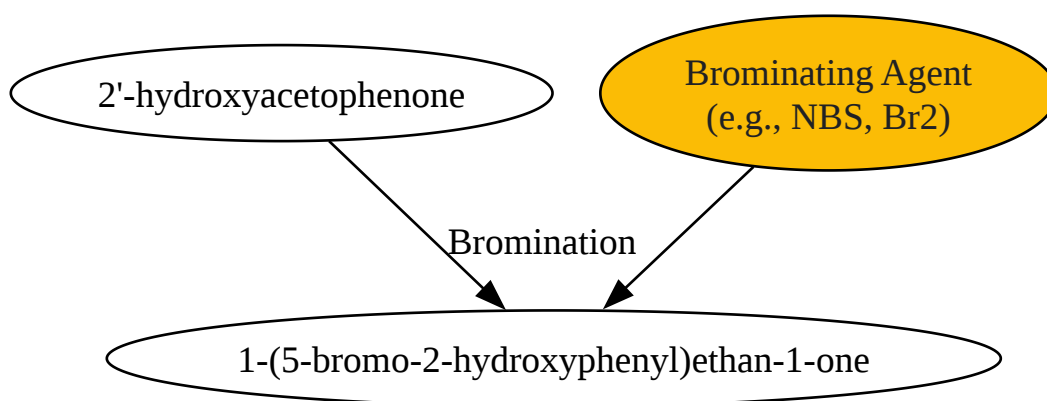 2'-hydroxyacetophenone
Brominating Agent
(e.g., NBS, Br2)
Bromination
1-(5-bromo-2-hydroxyphenyl)ethan-1-one